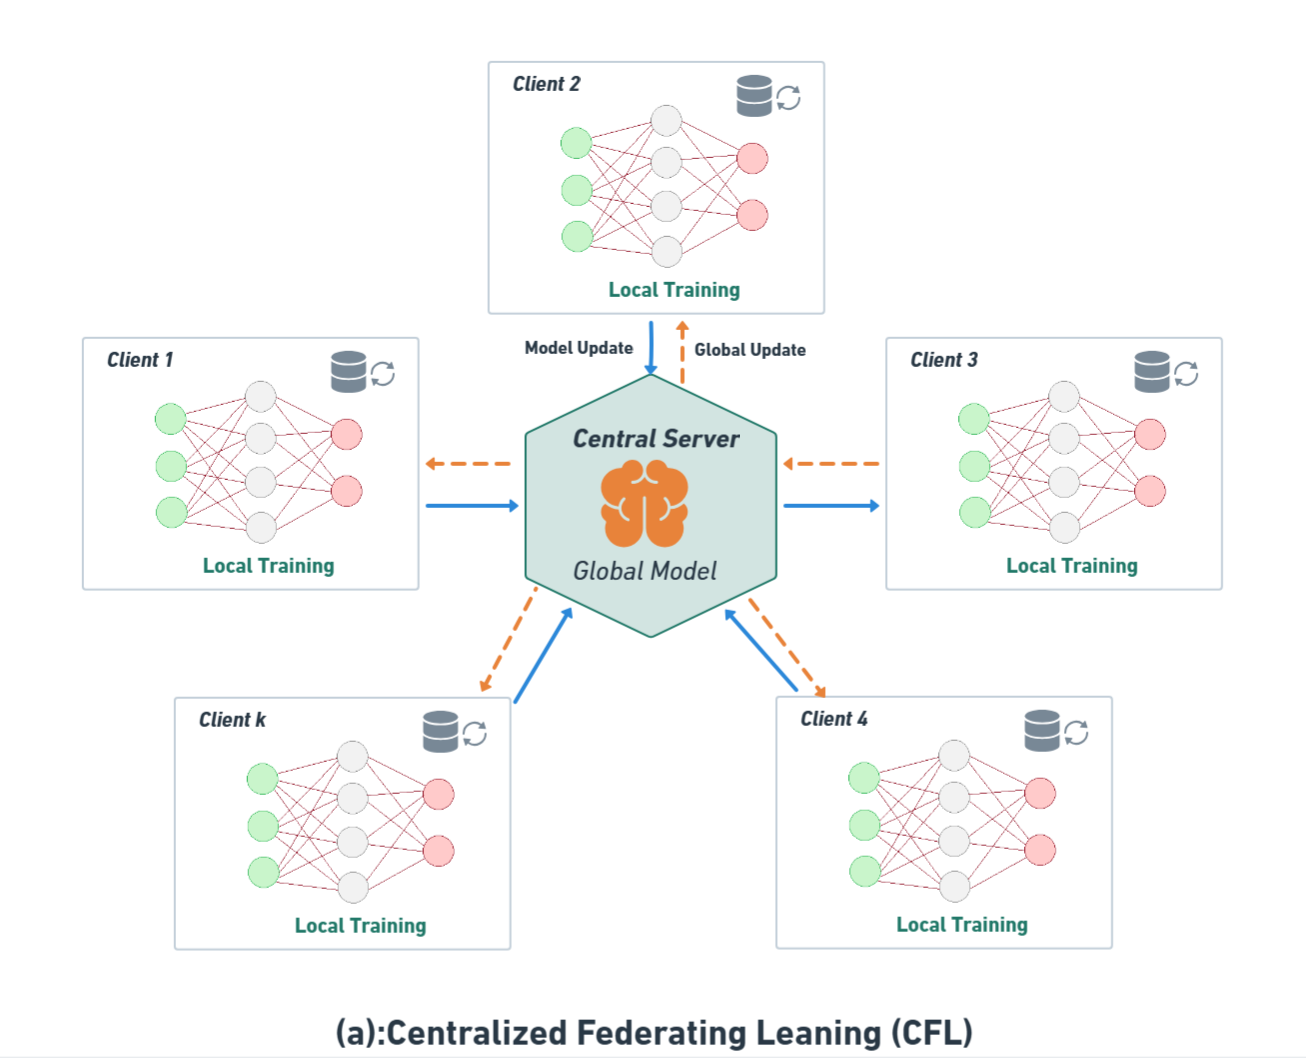 Client 2
Local Training
Model Update
Global Update
Client 1
Local Training
Central Server
Global Model
Client 3
Local Training
Client k
Local Training
Client 4
Local Training
(a):Centralized Federating Leaning (CFL)